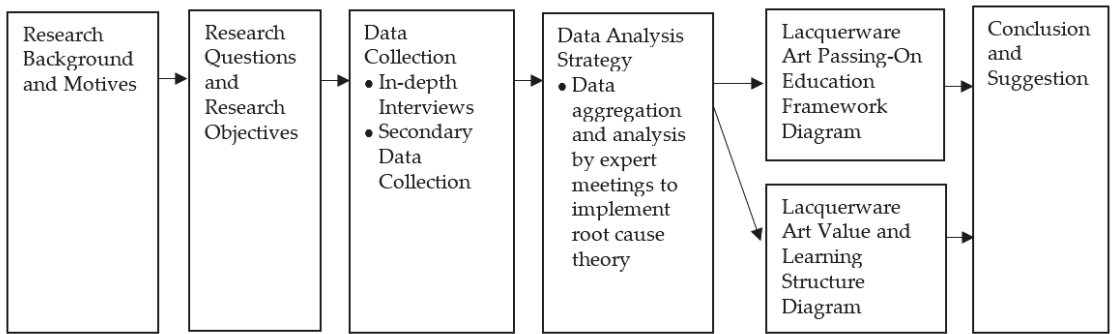 Research
Background
and Motives
Research
Questions
and
Research
Objectives
Data
Collection
• In-depth
Interviews
• Secondary
Data
Collection
Data Analysis
Strategy
• Data
aggregation
and analysis
by expert
meetings to
implement
root cause
theory
Lacquerware
Art Passing-On
Education
Framework
Diagram
Lacquerware
Art Value and
Learning
Structure
Diagram
Conclusion
and
Suggestion